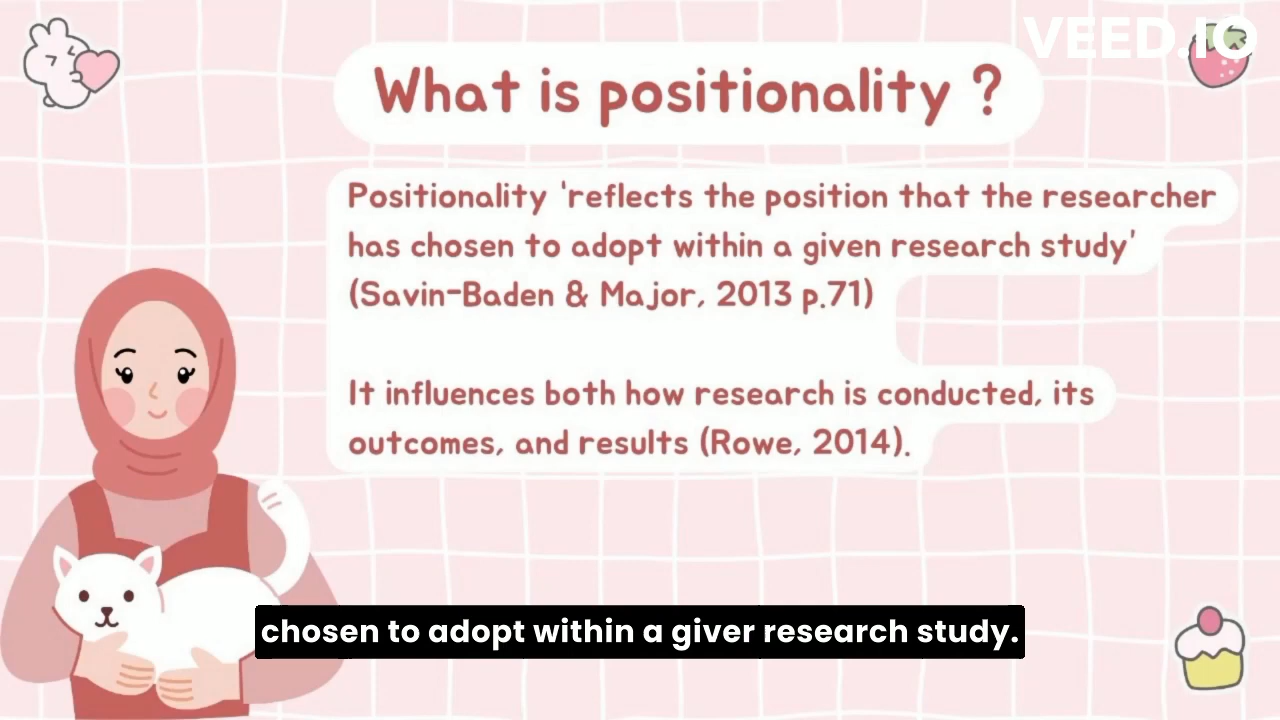 VEED.IO
What is positionality ?
Positionality 'reflects the position that the researcher
has chosen to adopt within a given research study'
(Savin-Baden & Major, 2013 p.71)
It influences both how research is conducted, its
outcomes, and results (Rowe, 2014).
chosen to adopt within a giver research study.